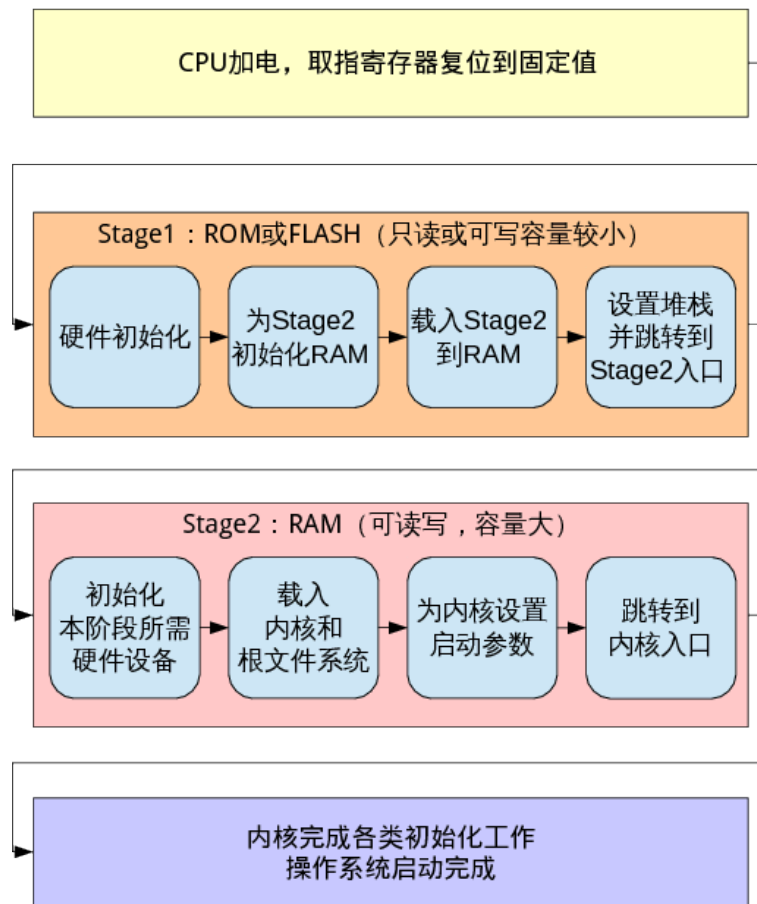 CPU加电，取指寄存器复位到固定值
Stage1：ROM或FLASH（只读或可写容量较小）
硬件初始化
为Stage2
初始化RAM
载入Stage2
到RAM
设置堆栈
并跳转到
Stage2入口
Stage2：RAM（可读写，容量大）
初始化
本阶段所需
硬件设备
载入
内核和
根文件系统
为内核设置
启动参数
跳转到
内核入口
内核完成各类初始化工作
操作系统启动完成